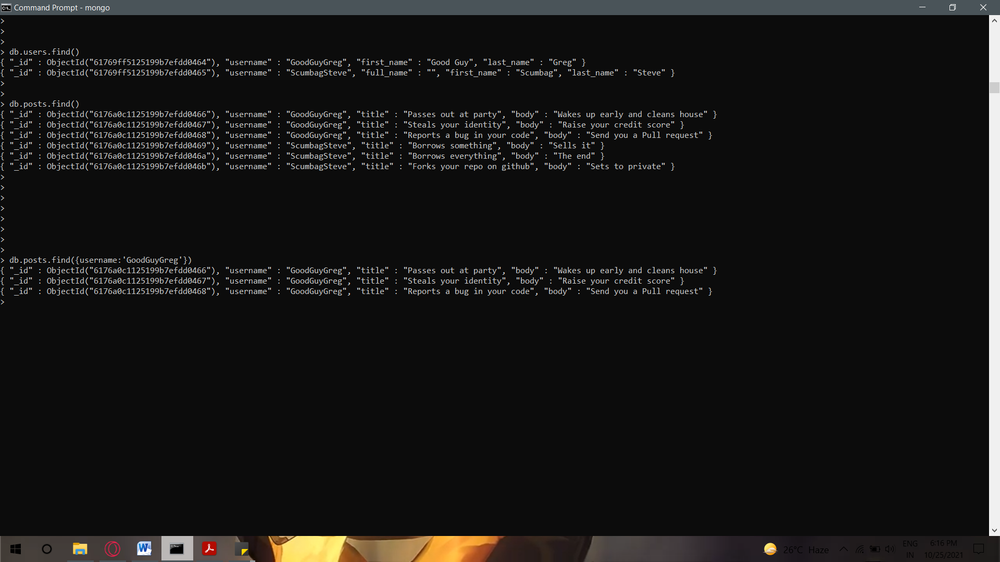 Command Prompt - mongo
>
>
>
> db.users.find()
{ "_id" : ObjectId("61769ff5125199b7efdd0464"), "username" : "GoodGuyGreg", "first_name" : "Good Guy", "last_name" : "Greg" }
{ "_id" : ObjectId("61769ff5125199b7efdd0465"), "username" : "ScumbagSteve", "full_name" : "", "first_name" : "Scumbag", "last_name" : "Steve" }
>
>
> db.posts.find()
{ "_id" : ObjectId("6176a0c1125199b7efdd0466"), "username" : "GoodGuyGreg", "title" : "Passes out at party", "body" : "Wakes up early and cleans house" }
{ "_id" : ObjectId("6176a0c1125199b7efdd0467"), "username" : "GoodGuyGreg", "title" : "Steals your identity", "body" : "Raise your credit score" }
{ "_id" : ObjectId("6176a0c1125199b7efdd0468"), "username" : "GoodGuyGreg", "title" : "Reports a bug in your code", "body" : "Send you a Pull request" }
{ "_id" : ObjectId("6176a0c1125199b7efdd0469"), "username" : "ScumbagSteve", "title" : "Borrows something", "body" : "Sells it" }
{ "_id" : ObjectId("6176a0c1125199b7efdd046a"), "username" : "ScumbagSteve", "title" : "Borrows everything", "body" : "The end" }
{ "_id" : ObjectId("6176a0c1125199b7efdd046b"), "username" : "ScumbagSteve", "title" : "Forks your repo on github", "body" : "Sets to private" }
>
>
>
>
>
>
>
>
> db.posts.find({username:'GoodGuyGreg'})
{ "_id" : ObjectId("6176a0c1125199b7efdd0466"), "username" : "GoodGuyGreg", "title" : "Passes out at party", "body" : "Wakes up early and cleans house" }
{ "_id" : ObjectId("6176a0c1125199b7efdd0467"), "username" : "GoodGuyGreg", "title" : "Steals your identity", "body" : "Raise your credit score" }
{ "_id" : ObjectId("6176a0c1125199b7efdd0468"), "username" : "GoodGuyGreg", "title" : "Reports a bug in your code", "body" : "Send you a Pull request" }
>
26°C Haze
ENG
IN
6:16 PM
10/25/2021